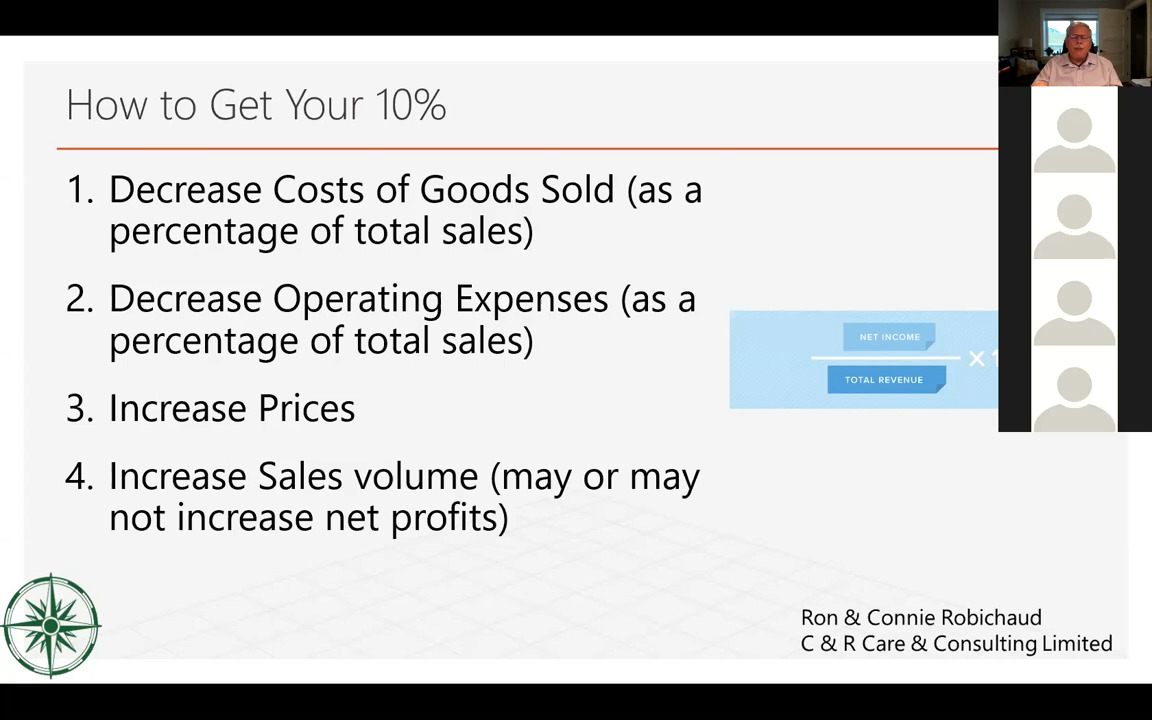 How to Get Your 10%
1. Decrease Costs of Goods Sold (as a
percentage of total sales)
2. Decrease Operating Expenses (as a
percentage of total sales)
3. Increase Prices
4. Increase Sales volume (may or may
not increase net profits)
NET INCOME
TOTAL REVENUE
X 1
Ron & Connie Robichaud
C & R Care & Consulting Limited